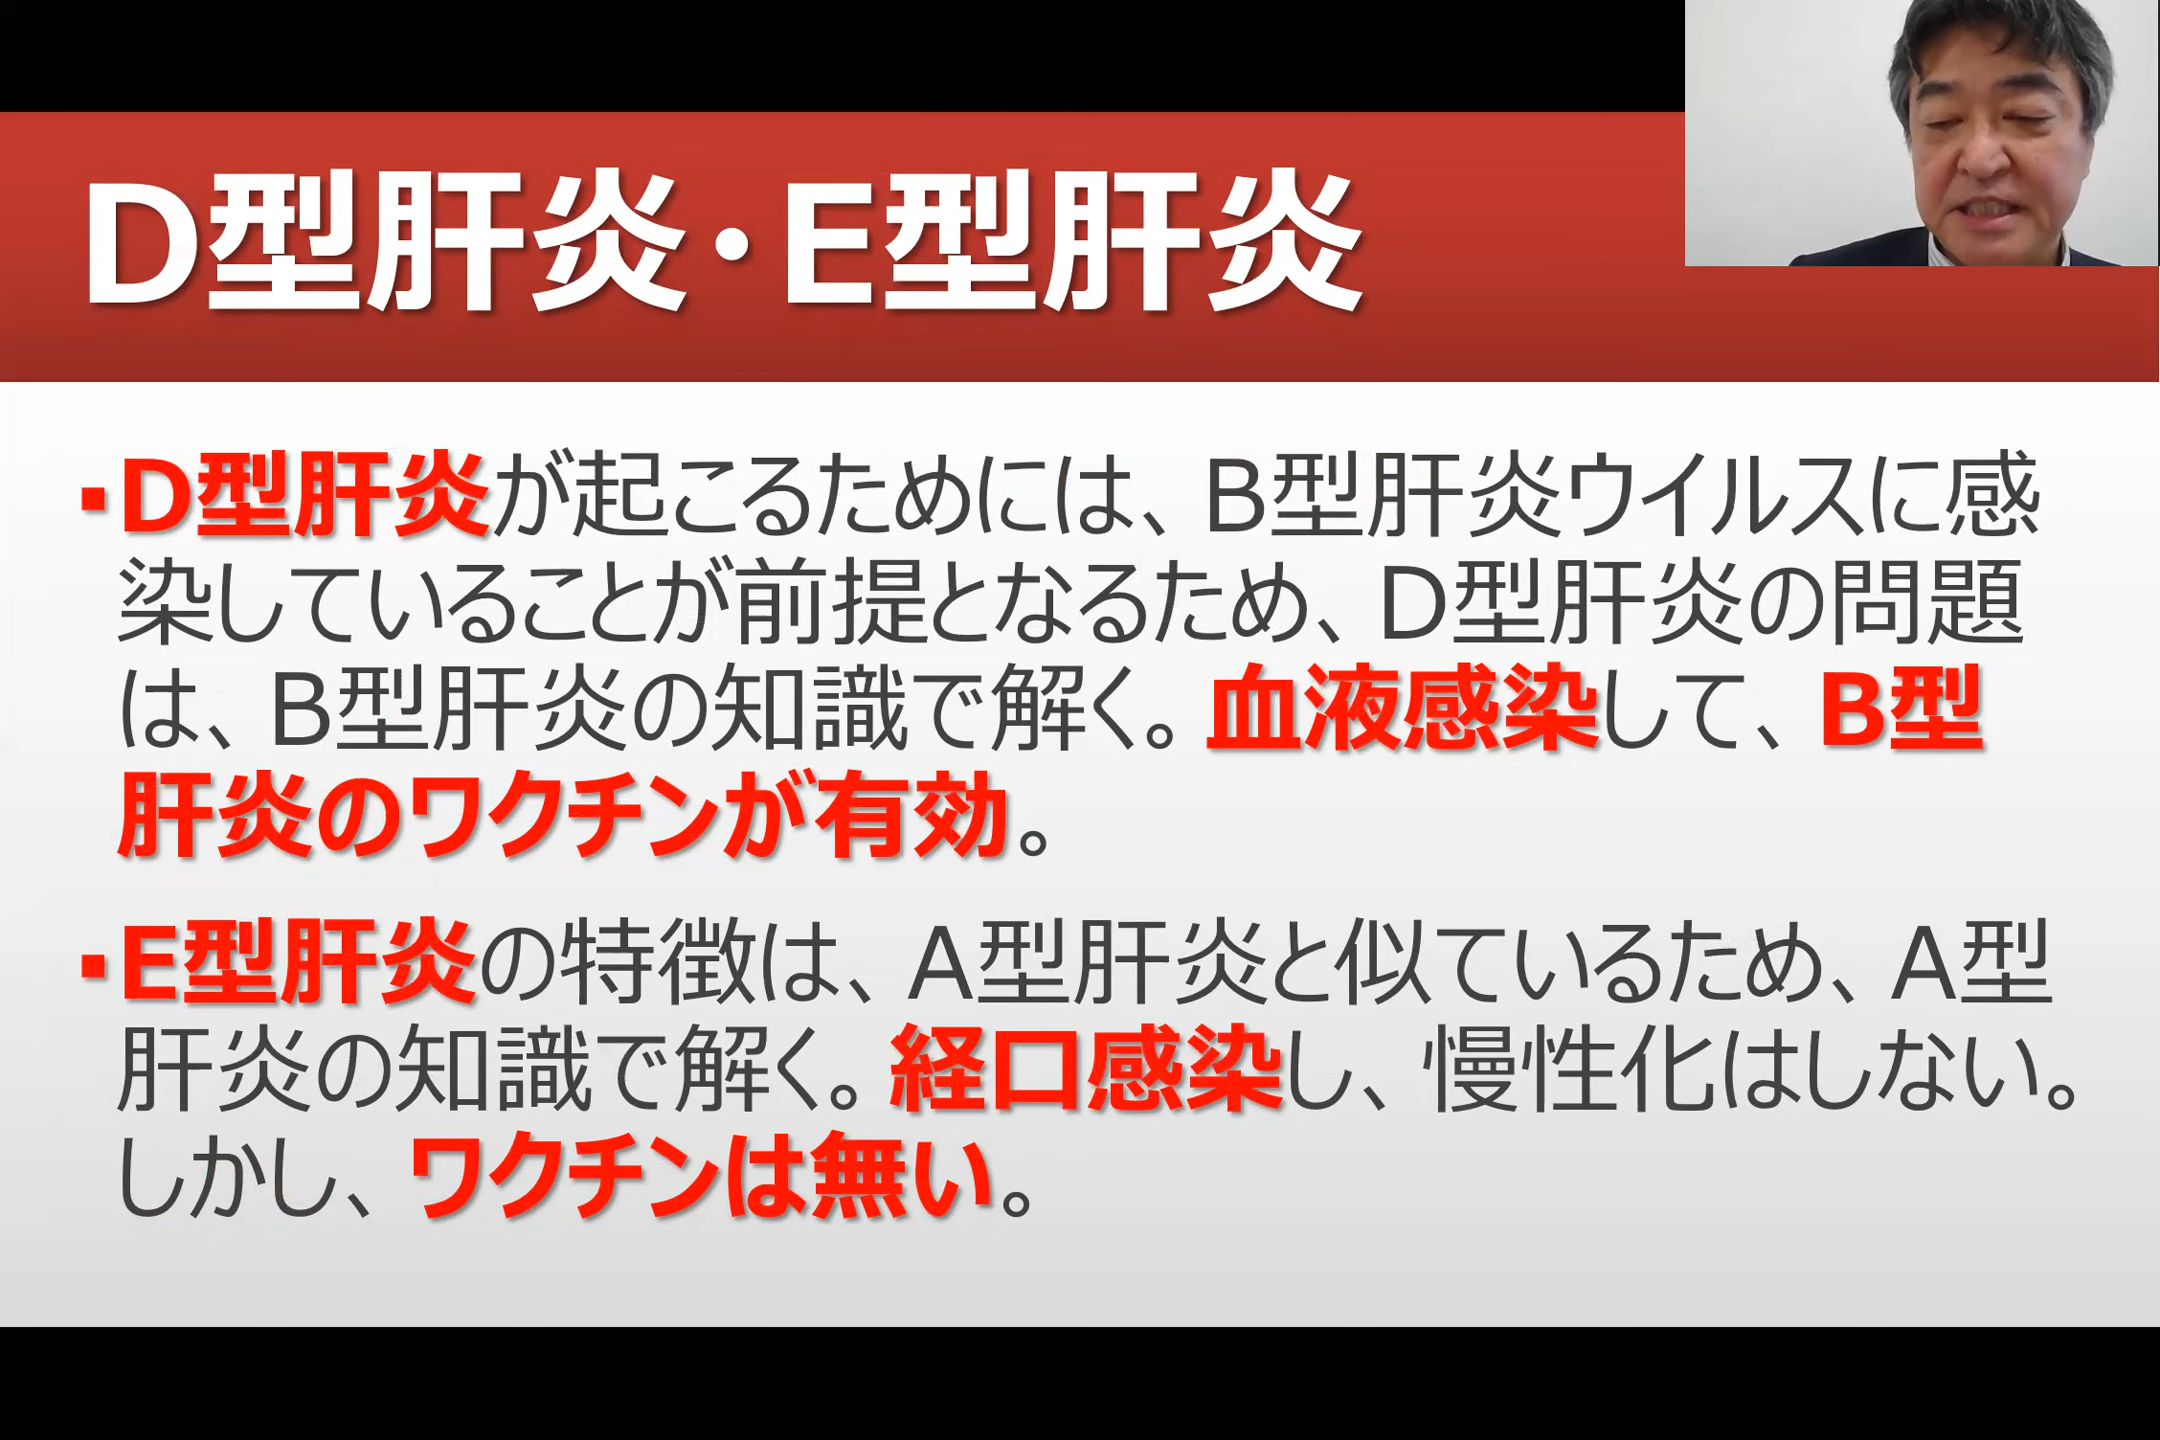 D型肝炎・E型肝炎
▪D型肝炎が起こるためには、B型肝炎ウイルスに感
染していることが前提となるため、D型肝炎の問題
は、B型肝炎の知識で解く。血液感染して、B型
肝炎のワクチンが有効。
▪E型肝炎の特徴は、A型肝炎と似ているため、A型
肝炎の知識で解く。経口感染し、慢性化はしない。
しかし、ワクチンは無い。